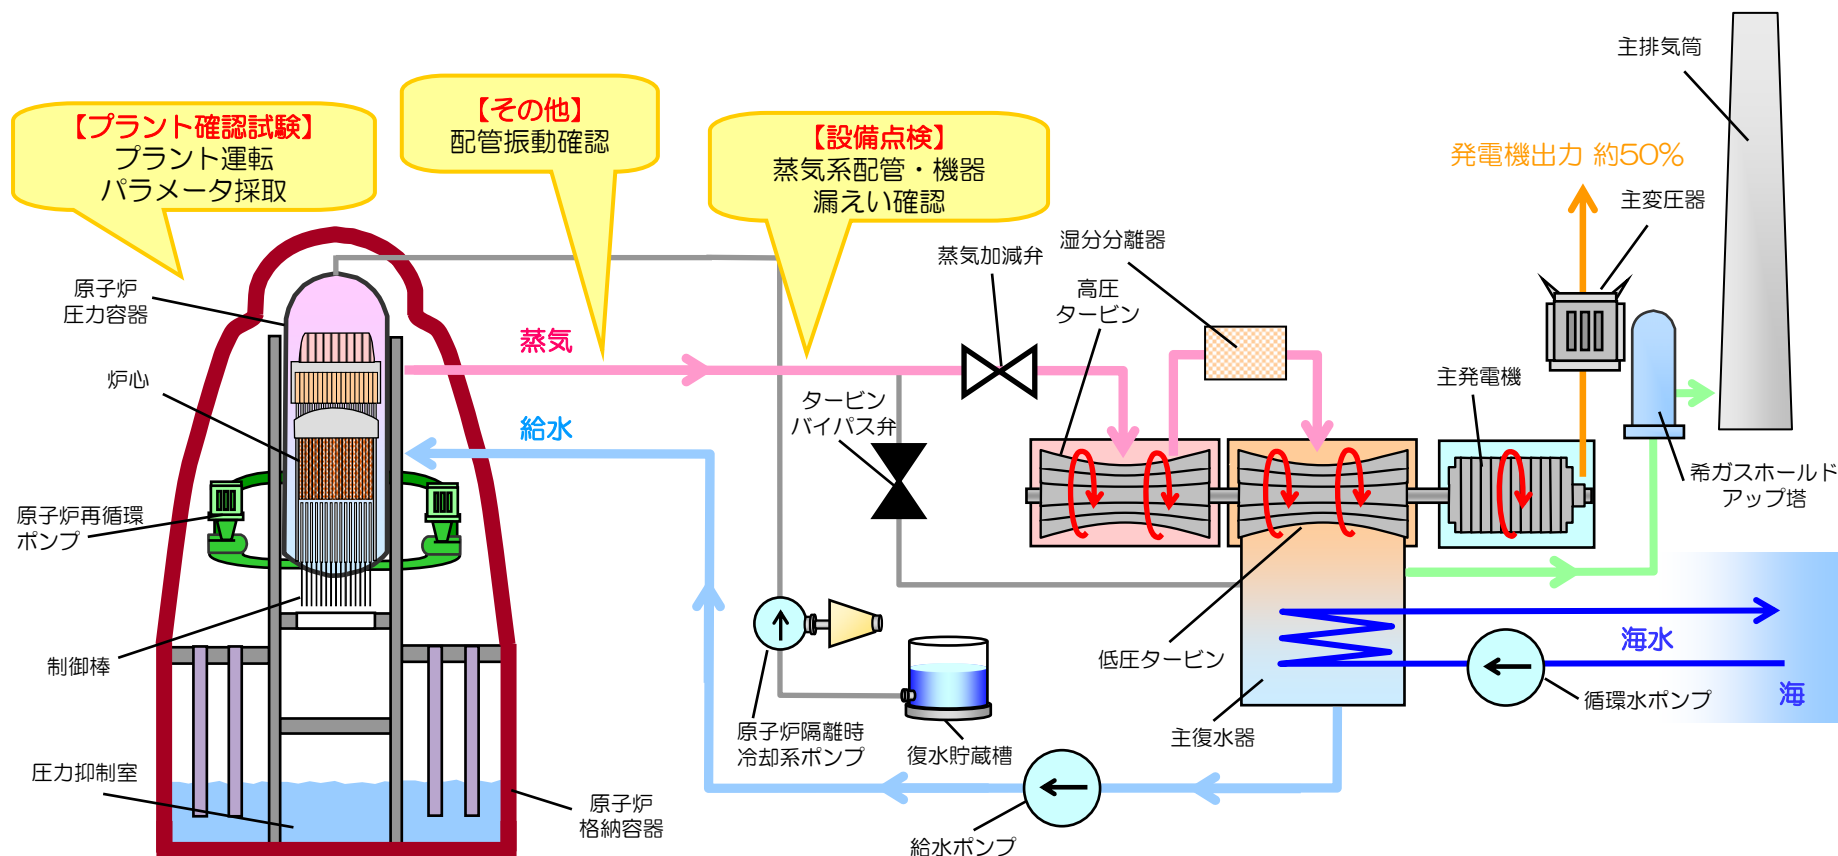 【プラント確認試験】
プラント運転
パラメータ採取
【その他】
配管振動確認
【設備点検】
蒸気系配管・機器
漏えい確認
主排気筒
発電機出力 約50%
主変圧器
湿分分離器
蒸気加減弁
高圧
タービン
原子炉
圧力容器
蒸気
炉心
主発電機
タービン
バイパス弁
給水
希ガスホールド
アップ塔
原子炉再循環
ポンプ
海水
低圧タービン
制御棒
海
循環水ポンプ
原子炉隔離時
冷却系ポンプ
復水貯蔵槽
主復水器
圧力抑制室
原子炉
格納容器
給水ポンプ